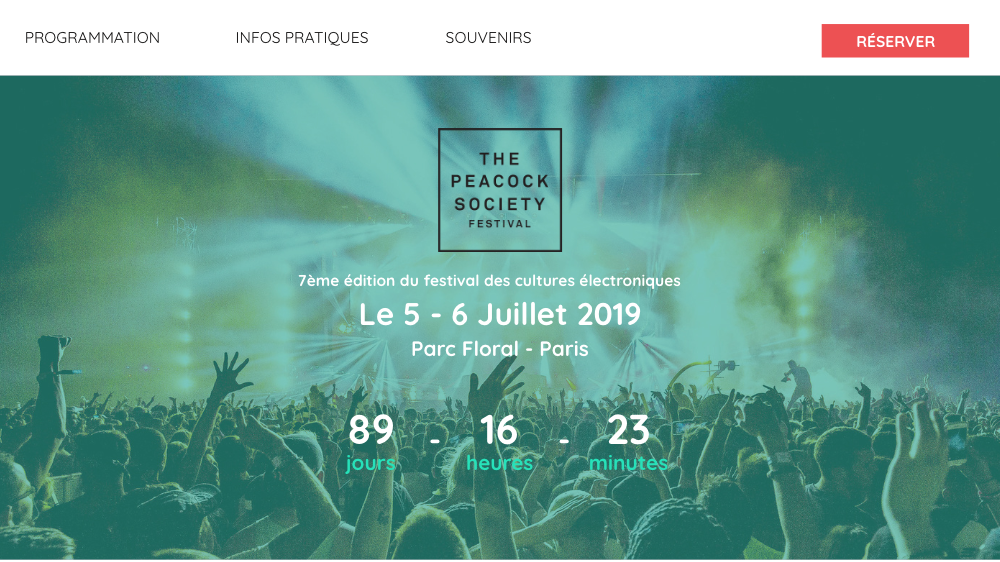 PROGRAMMATION INFOS PRATIQUES SOUVENIRS RÉSERVER
THE
PEACOCK
SOCIETY
FESTIVAL
7ème édition du festival des cultures électroniques
Le 5 - 6 Juillet 2019
Parc Floral - Paris
89 - 16 - 23
jours heures minutes